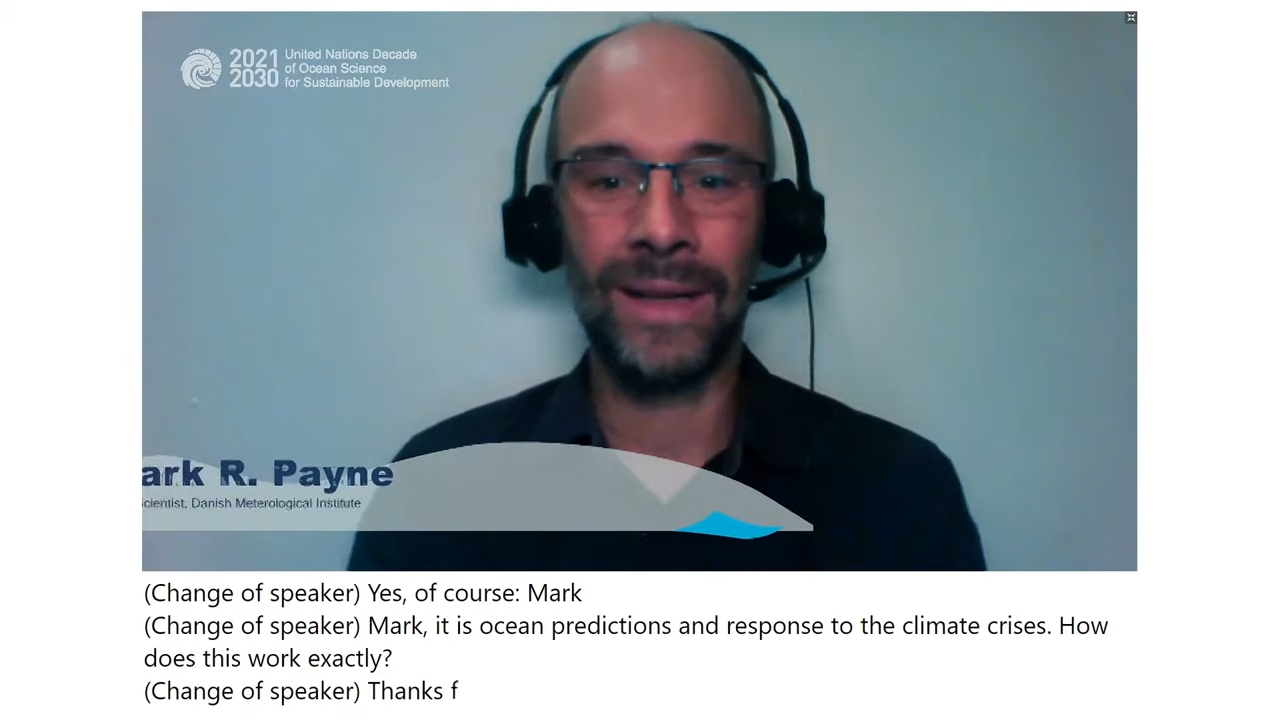 2021
2030
United Nations Decade
of Ocean Science
for Sustainable Development
ark R. Payne
cientist, Danish Meterological Institute
(Change of speaker) Yes, of course: Mark
(Change of speaker) Mark, it is ocean predictions and response to the climate crises. How
does this work exactly?
(Change of speaker) Thanks f